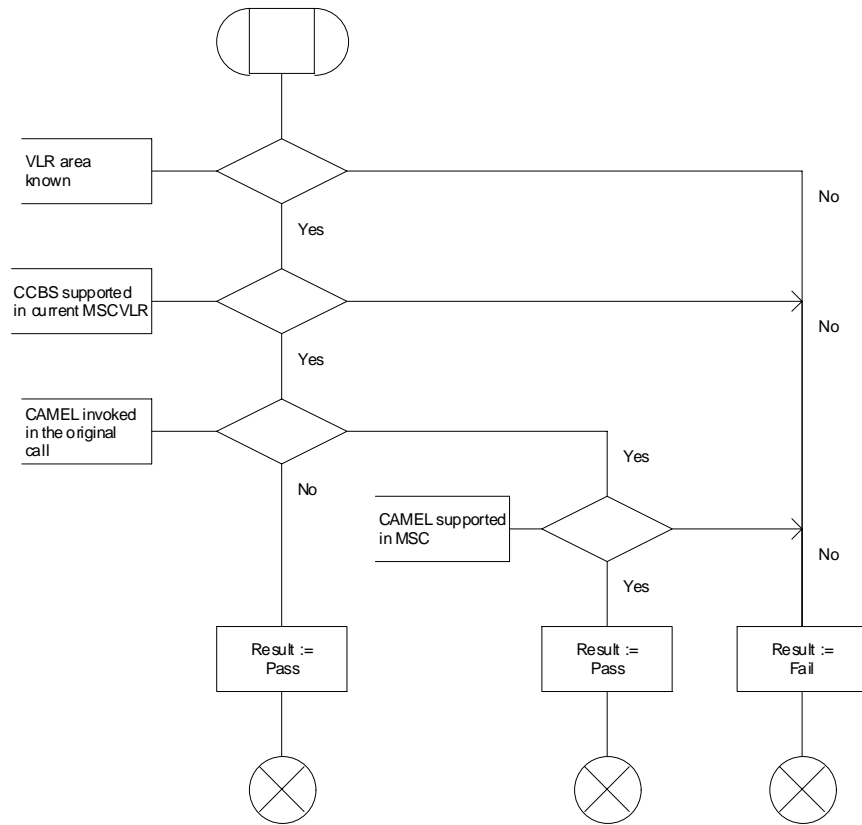 VLR area
known
No
Yes
CCBS supported
in current MSCVLR
No
Yes
CAMEL invoked
in the original
call
Yes
No
CAMEL supported
in MSC
No
Yes
Result :=
Pass
Result :=
Pass
Result :=
Fail